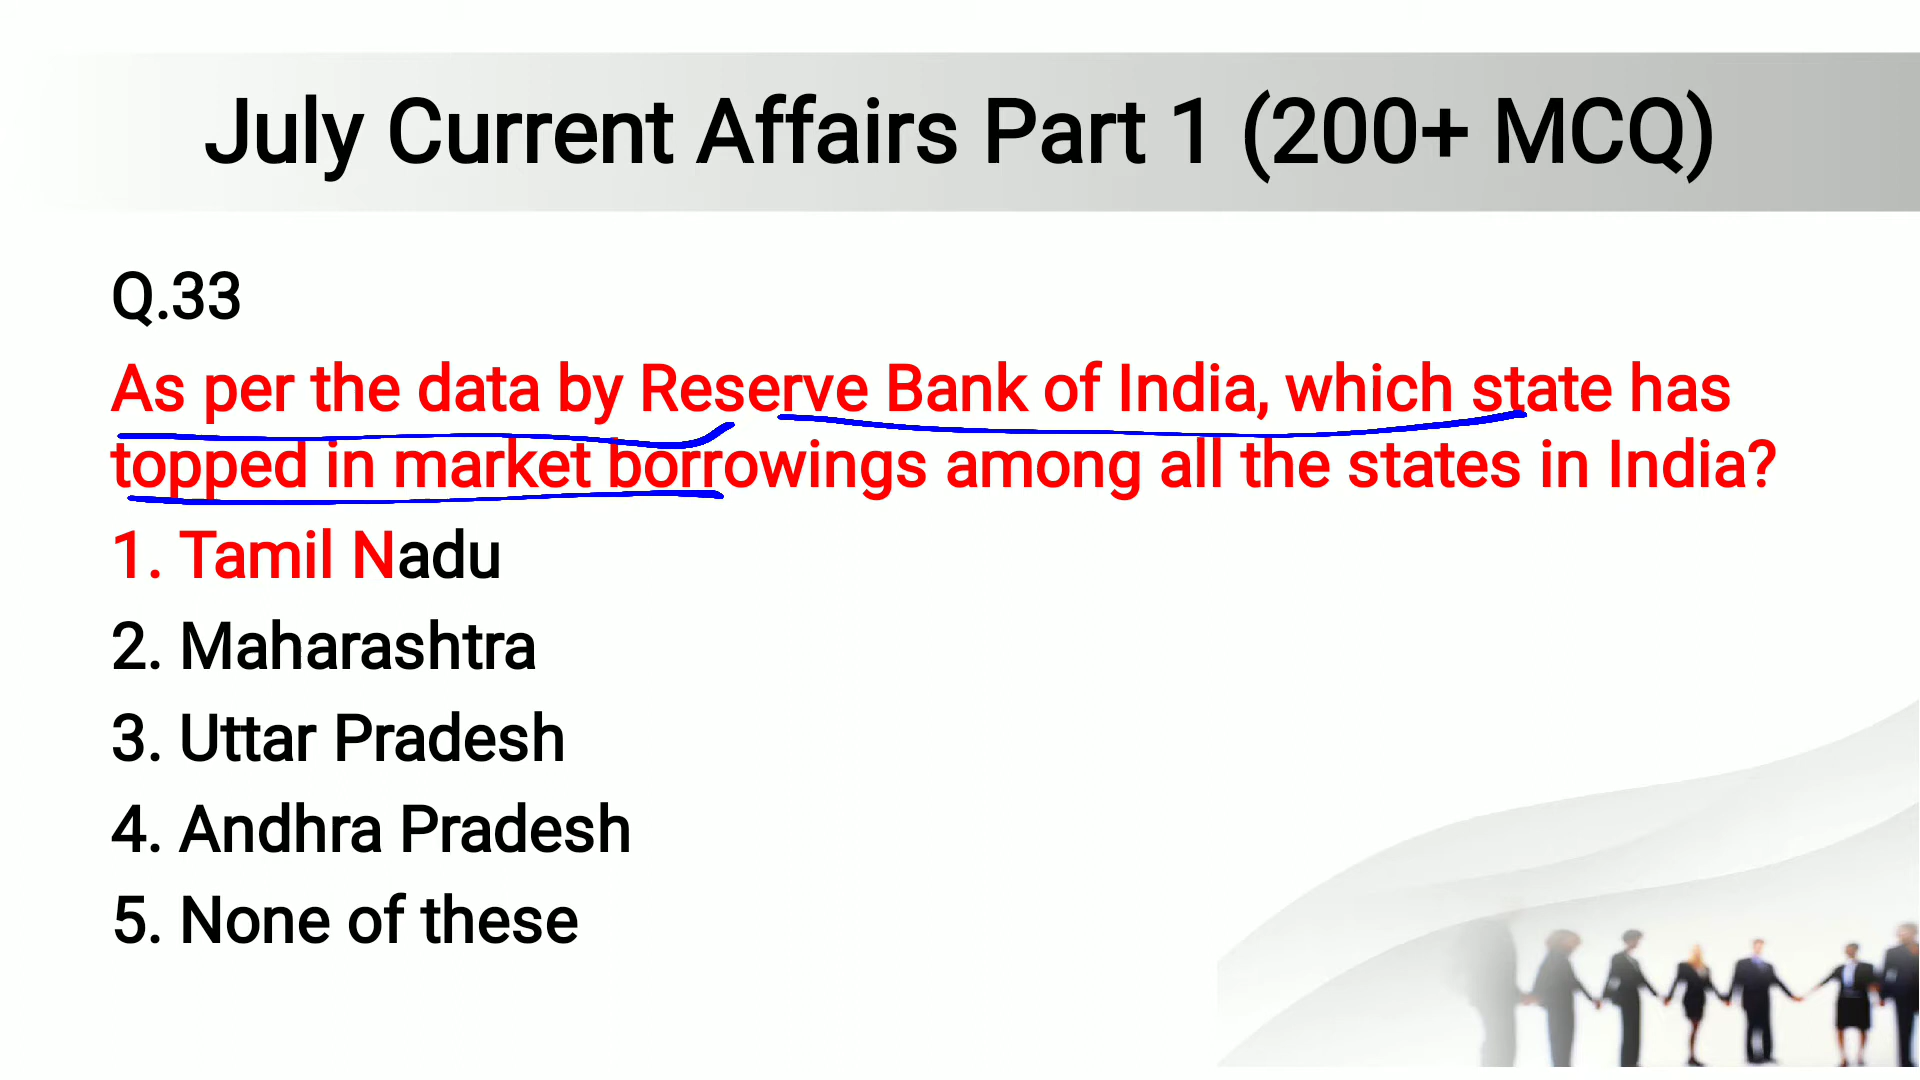 July Current Affairs Part 1 (200+ MCQ)
Q.33
As per the data by Reserve Bank of India, which state has
topped in market borrowings among all the states in India?
1. Tamil Nadu
2. Maharashtra
3. Uttar Pradesh
4. Andhra Pradesh
5. None of these